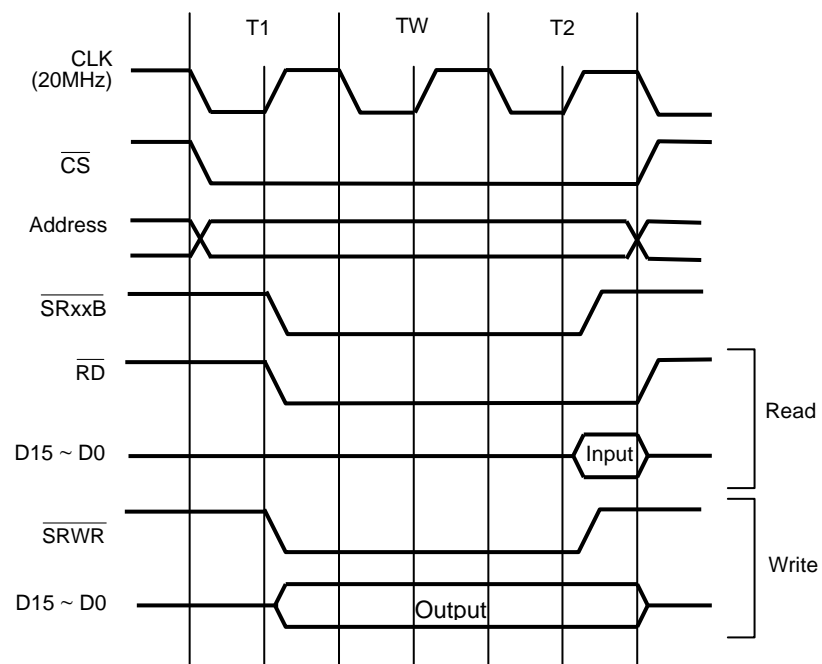 T1 TW T2
CLK
(20MHz)
CS
Address
SRxxB
RD
Read
D15 ~ D0 Input
SRWR
Write
D15 ~ D0 Output